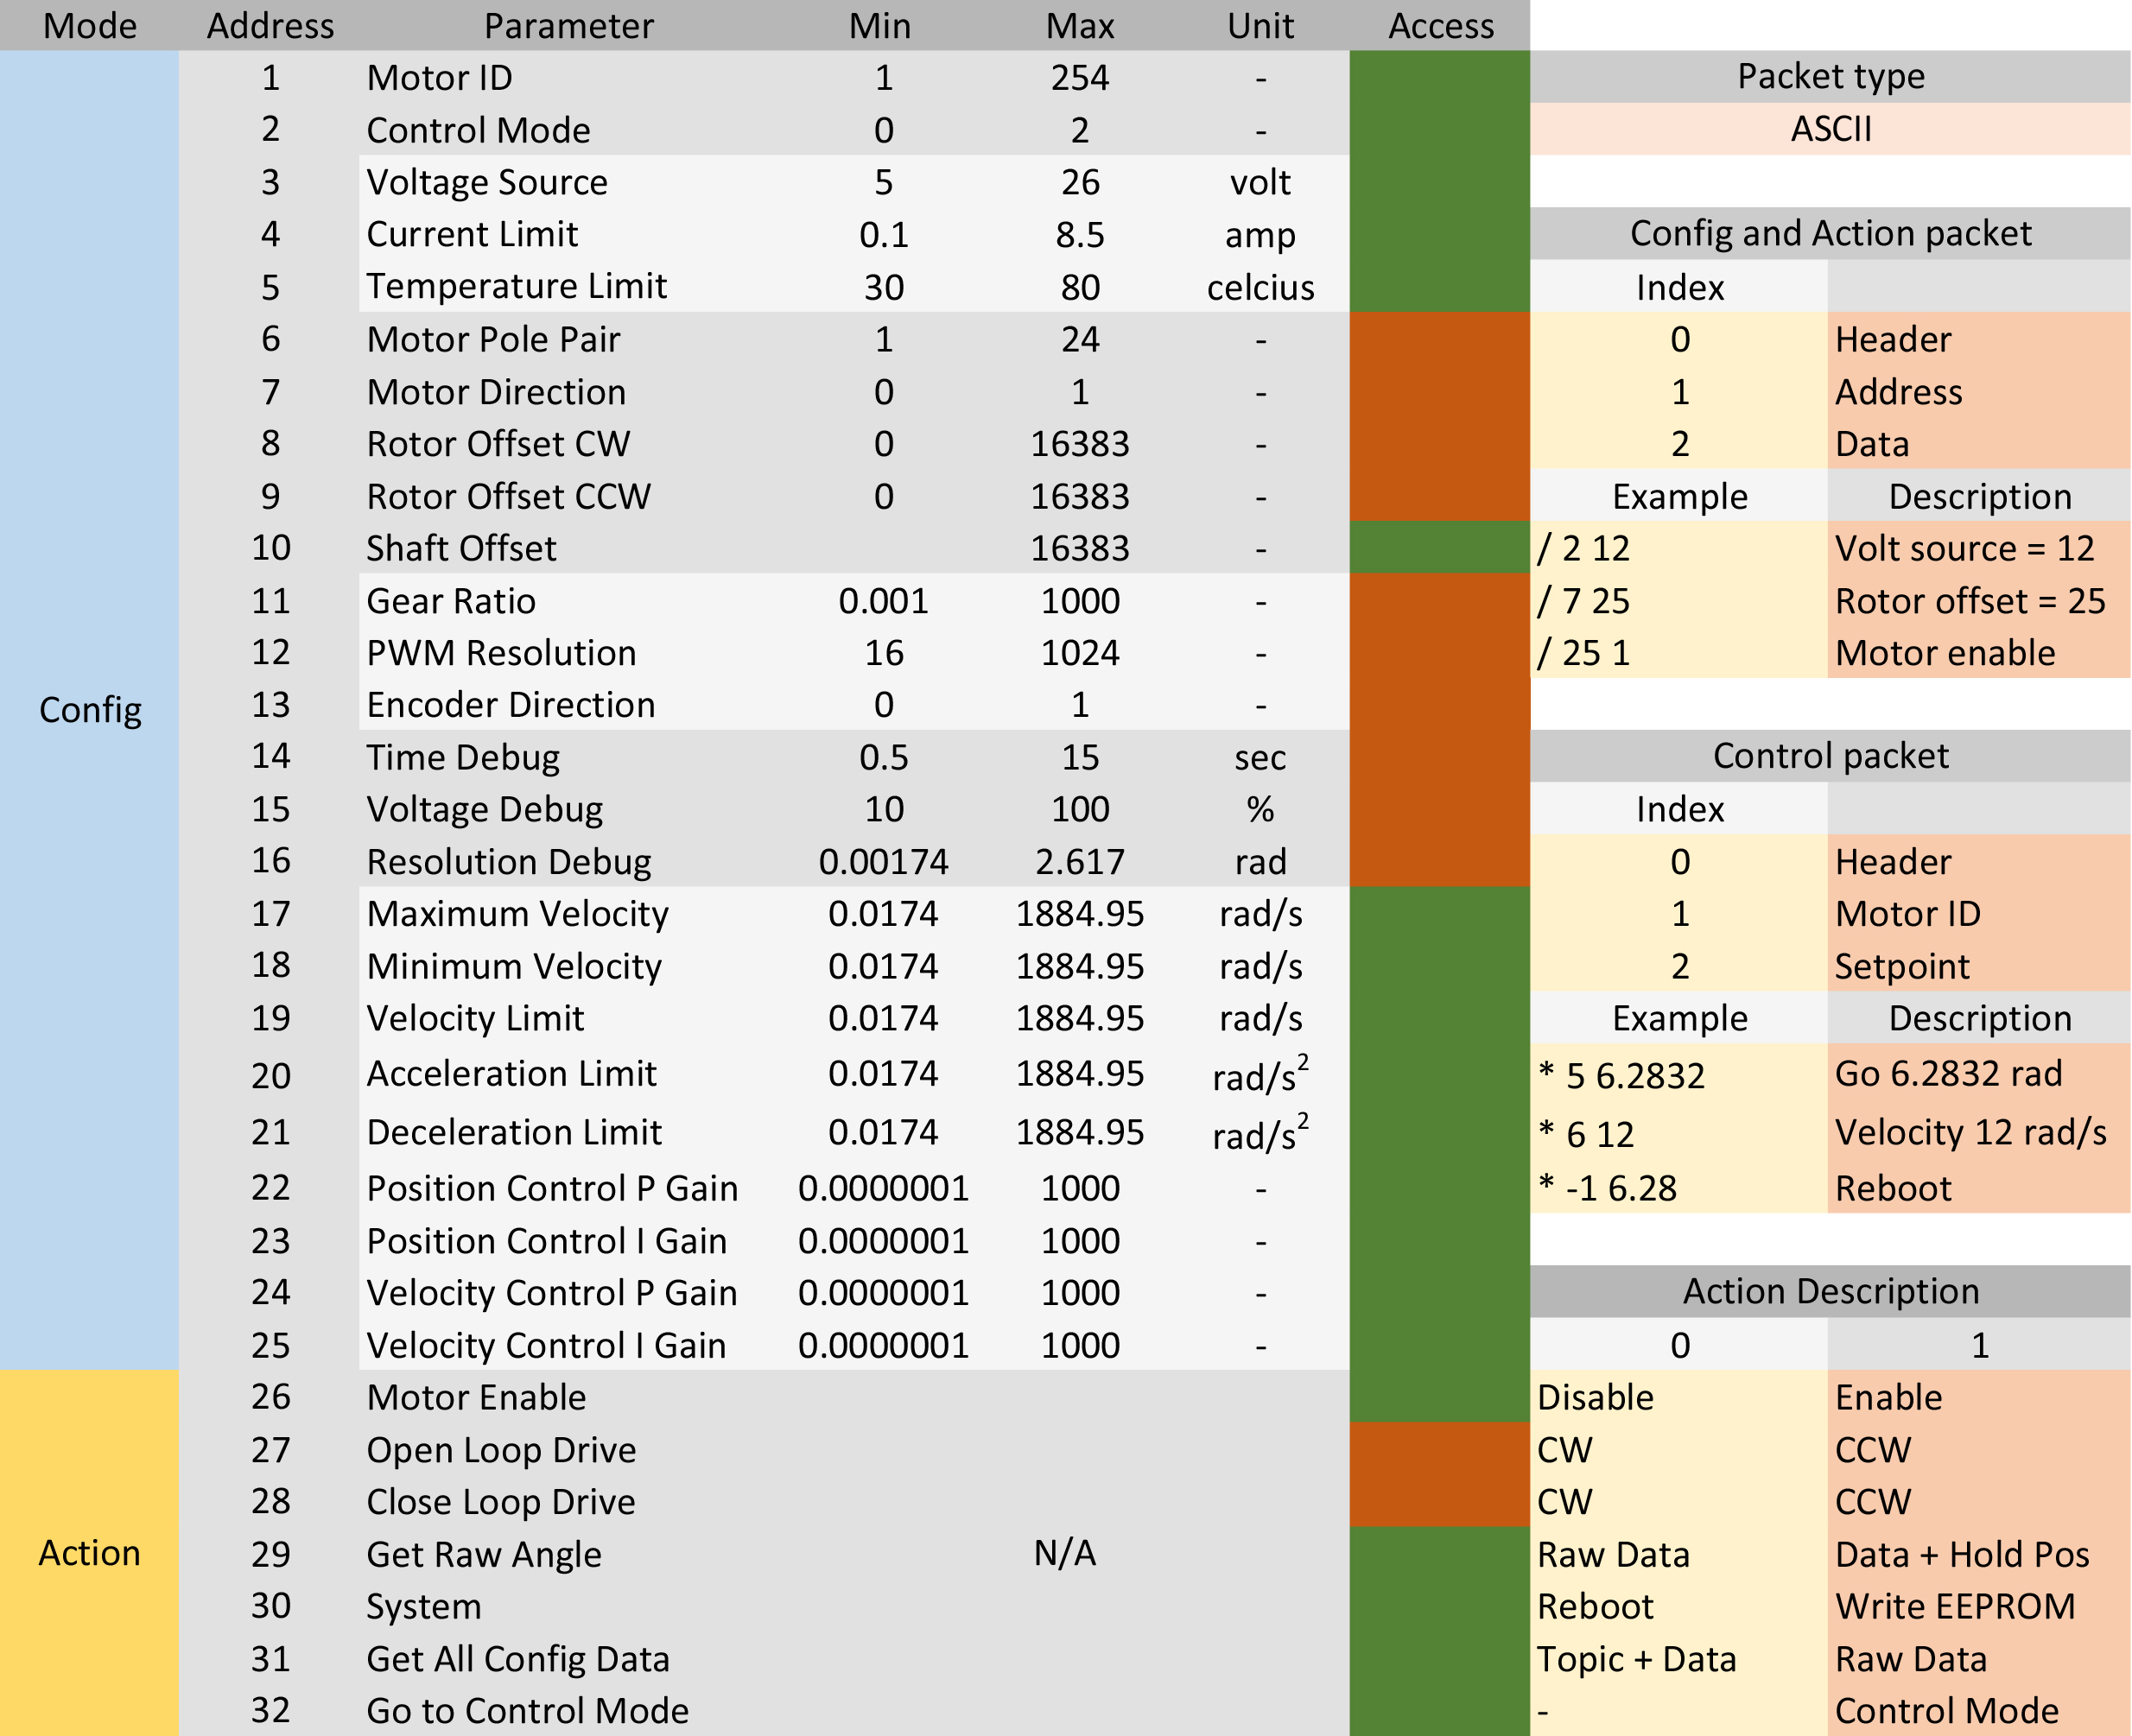 Mode Address Parameter Min Max Unit Access
1 Motor ID 1 254 - Packet type
2 Control Mode 0 2 - ASCII
3 Voltage Source 5 26 volt
4 Current Limit 0.1 8.5 amp Config and Action packet
5 Temperature Limit 30 80 celcius Index
6 Motor Pole Pair 1 24 - 0 Header
7 Motor Direction 0 1 - 1 Address
8 Rotor Offset CW 0 16383 - 2 Data
9 Rotor Offset CCW 0 16383 - Example Description
10 Shaft Offset 16383 - / 2 12 Volt source = 12
11 Gear Ratio 0.001 1000 - / 7 25 Rotor offset = 25
12 PWM Resolution 16 1024 - / 25 1 Motor enable
Config 13 Encoder Direction 0 1 -
14 Time Debug 0.5 15 sec Control packet
15 Voltage Debug 10 100 % Index
16 Resolution Debug 0.00174 2.617 rad 0 Header
17 Maximum Velocity 0.0174 1884.95 rad/s 1 Motor ID
18 Minimum Velocity 0.0174 1884.95 rad/s 2 Setpoint
19 Velocity Limit 0.0174 1884.95 rad/s Example Description
20 Acceleration Limit 0.0174 1884.95 rad/s² * 5 6.2832 Go 6.2832 rad
21 Deceleration Limit 0.0174 1884.95 rad/s² * 6 12 Velocity 12 rad/s
22 Position Control P Gain 0.0000001 1000 - * -1 6.28 Reboot
23 Position Control I Gain 0.0000001 1000 -
24 Velocity Control P Gain 0.0000001 1000 - Action Description
25 Velocity Control I Gain 0.0000001 1000 - 0 1
26 Motor Enable Disable Enable
27 Open Loop Drive CW CCW
28 Close Loop Drive CW CCW
Action 29 Get Raw Angle N/A Raw Data Data + Hold Pos
30 System Reboot Write EEPROM
31 Get All Config Data Topic + Data Raw Data
32 Go to Control Mode - Control Mode